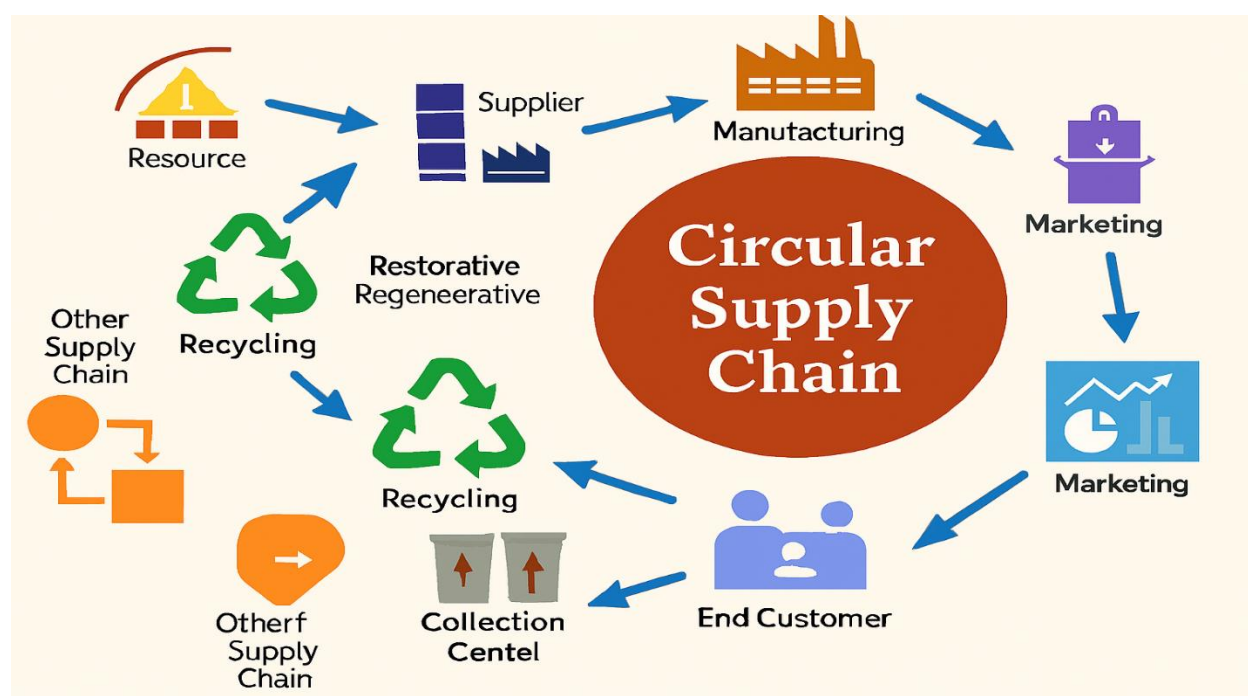 Resource
Supplier
Manutacturing
Marketing
Circular
Supply
Chain
Restorative
Regeneerative
Recycling
Other
Supply
Chain
Marketing
Recycling
End Customer
Collection
Centel
Otherf
Supply
Chain